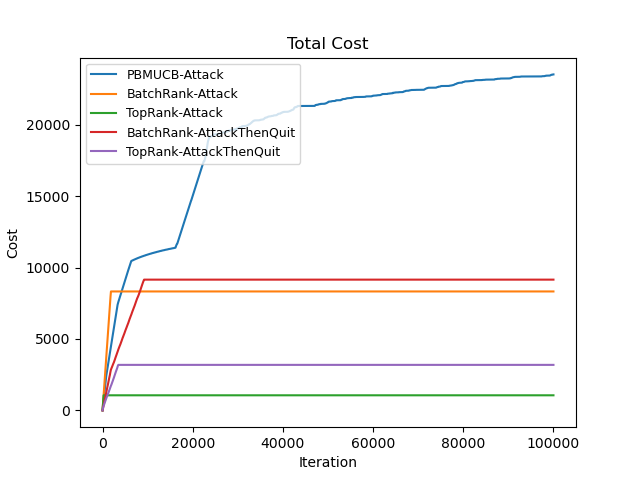 Total Cost
PBMUCB-Attack
BatchRank-Attack
TopRank-Attack
BatchRank-AttackThenQuit
TopRank-AttackThenQuit
20000
15000
10000
5000
0
Cost
0 20000 40000 60000 80000 100000
Iteration